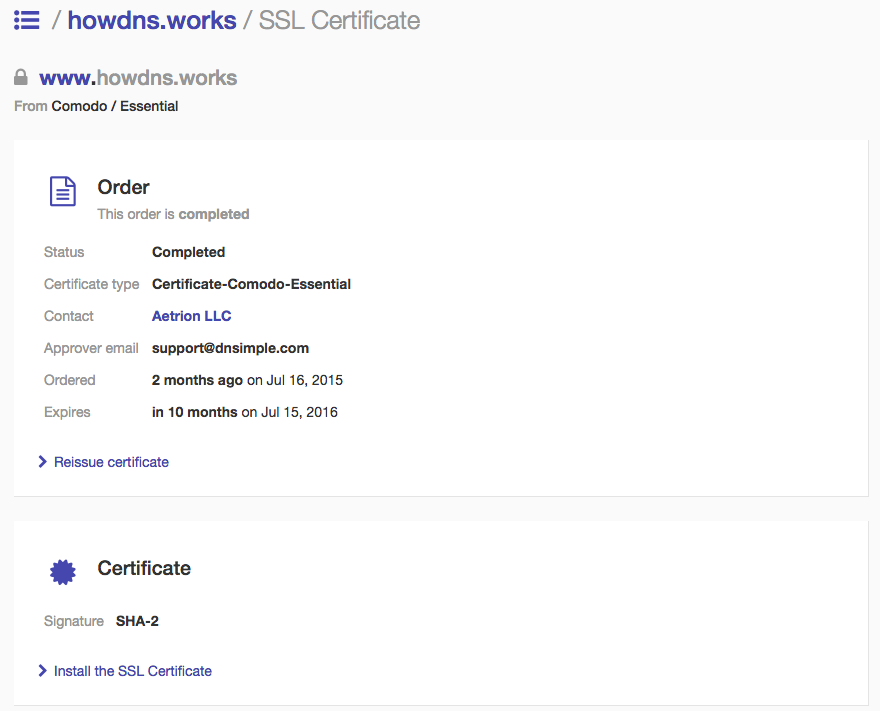 / howdns.works / SSL Certificate
www.howdns.works
From Comodo / Essential
Order
This order is completed
Status Completed
Certificate type Certificate-Comodo-Essential
Contact Aetrion LLC
Approver email support@dnsimple.com
Ordered 2 months ago on Jul 16, 2015
Expires in 10 months on Jul 15, 2016
Reissue certificate
Certificate
Signature SHA-2
Install the SSL Certificate